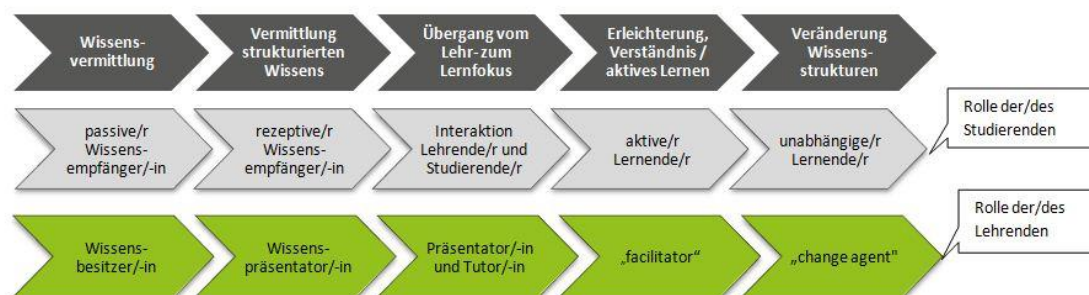 Wissens-
vermittlung
Vermittlung
strukturierten
Wissens
Übergang vom
Lehr- zum
Lernfokus
Erleichterung,
Verständnis /
aktives Lernen
Veränderung
Wissens-
strukturen
passive/r
Wissens-
empfänger/-in
rezeptive/r
Wissens-
empfänger/-in
Interaktion
Lehrende/r und
Studierende/r
aktive/r
Lernende/r
unabhängige/r
Lernende/r
Rolle der/des
Studierenden
Wissens-
besitzer/-in
Wissens-
präsentator/-in
Präsentator/-in
und Tutor/-in
„facilitator“
„change agent"
Rolle der/des
Lehrenden